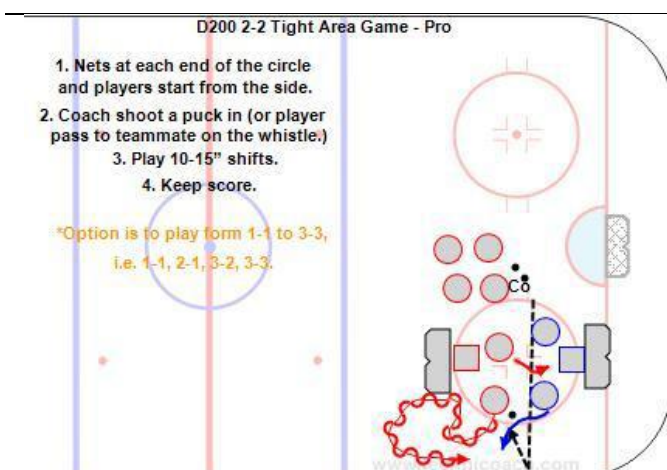 D200 2-2 Tight Area Game - Pro
1. Nets at each end of the circle
and players start from the side.
2. Coach shoot a puck in (or player
pass to teammate on the whistle.)
3. Play 10-15” shifts.
4. Keep score.
*Option is to play form 1-1 to 3-3,
i.e. 1-1, 2-1, 3-2, 3-3.
Co